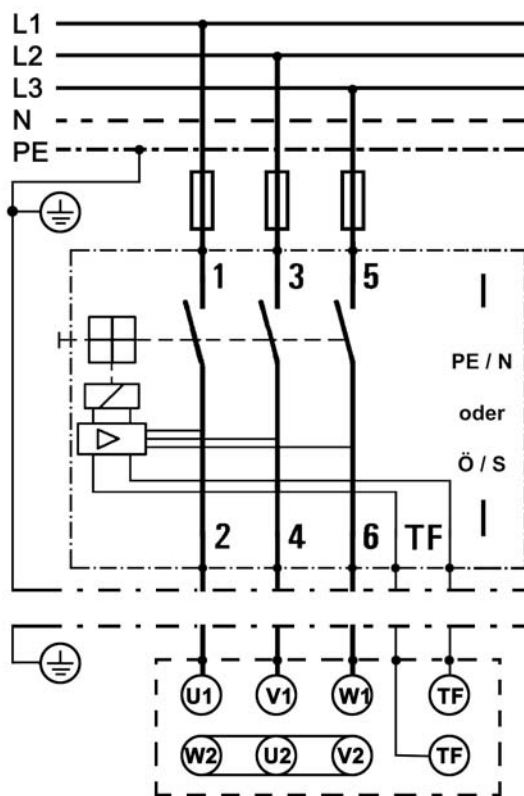 L1
L2
L3
N
PE
1 3 5
PE / N
oder
Ö / S
2 4 6 TF
U1 V1 W1 TF
W2 U2 V2 TF